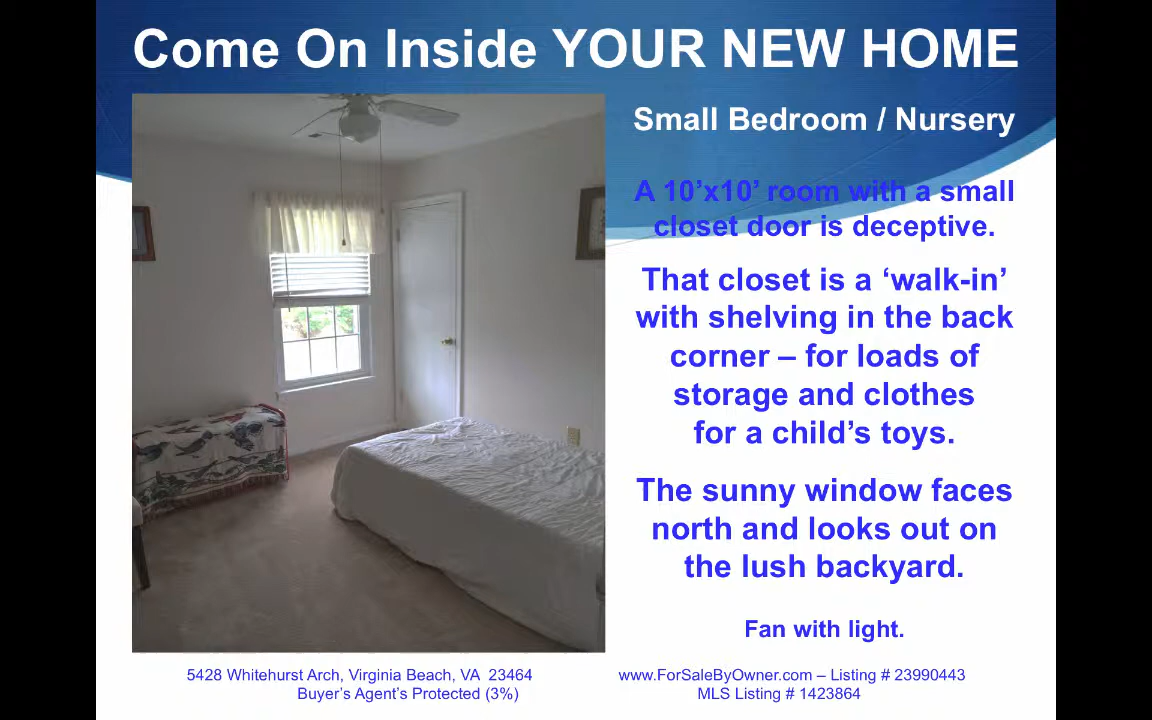 Come On Inside YOUR NEW HOME
Small Bedroom / Nursery
A 10’x10’ room with a small
closet door is deceptive.
That closet is a ‘walk-in’
with shelving in the back
corner – for loads of
storage and clothes
for a child’s toys.
The sunny window faces
north and looks out on
the lush backyard.
Fan with light.
5428 Whitehurst Arch, Virginia Beach, VA  23464
Buyer’s Agent’s Protected (3%)
www.ForSaleByOwner.com – Listing # 23990443
MLS Listing # 1423864